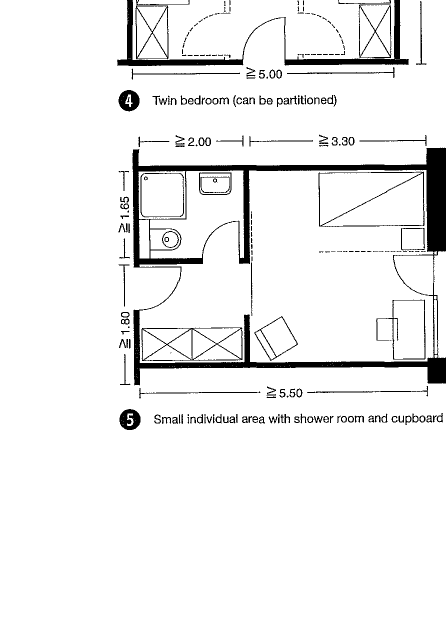 ≧ 5.00
4 Twin bedroom (can be partitioned)
≧ 2.00 ≧ 3.30
≧ 1.65
≧ 1.80
≧ 5.50
5 Small individual area with shower room and cupboard